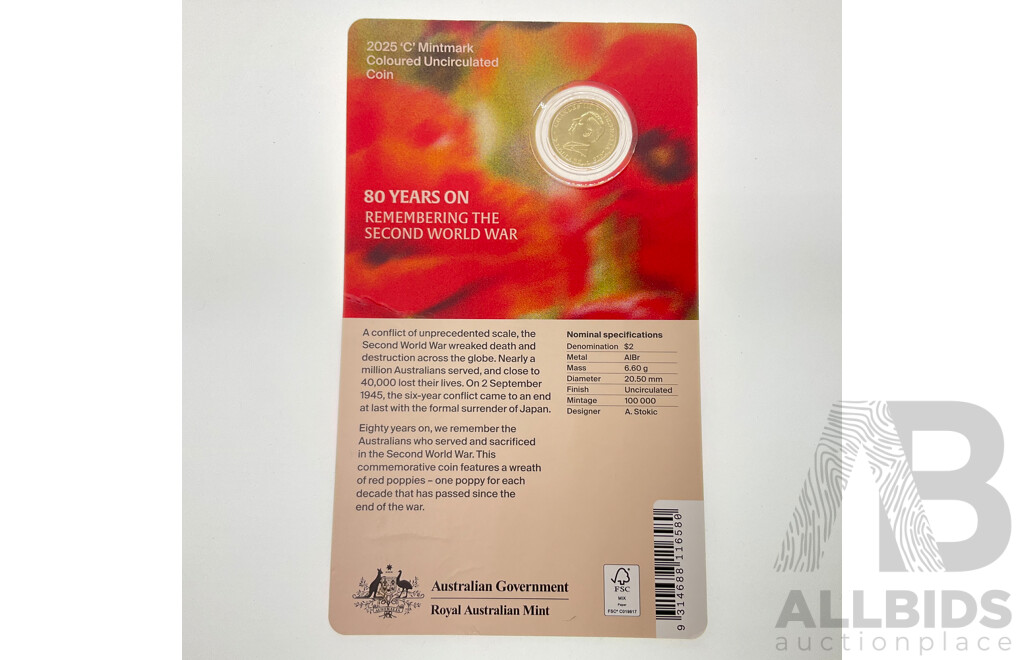 2025 ‘C’ Mintmark
Coloured Uncirculated
Coin
80 YEARS ON
REMEMBERING THE
SECOND WORLD WAR
A conflict of unprecedented scale, the
Second World War wreaked death and
destruction across the globe. Nearly a
million Australians served, and close to
40,000 lost their lives. On 2 September
1945, the six-year conflict came to an end
at last with the formal surrender of Japan.
Eighty years on, we remember the
Australians who served and sacrificed
in the Second World War. This
commemorative coin features a wreath
of red poppies – one poppy for each
decade that has passed since the
end of the war.
Nominal specifications
Denomination $2
Metal AlBr
Mass 6.60 g
Diameter 20.50 mm
Finish Uncirculated
Mintage 100 000
Designer A. Stokic
Australian Government
Royal Australian Mint
FSC
MIX
Paper
FSC® C019817
9 314688 116580
AB
ALLBIDS
auctionplace